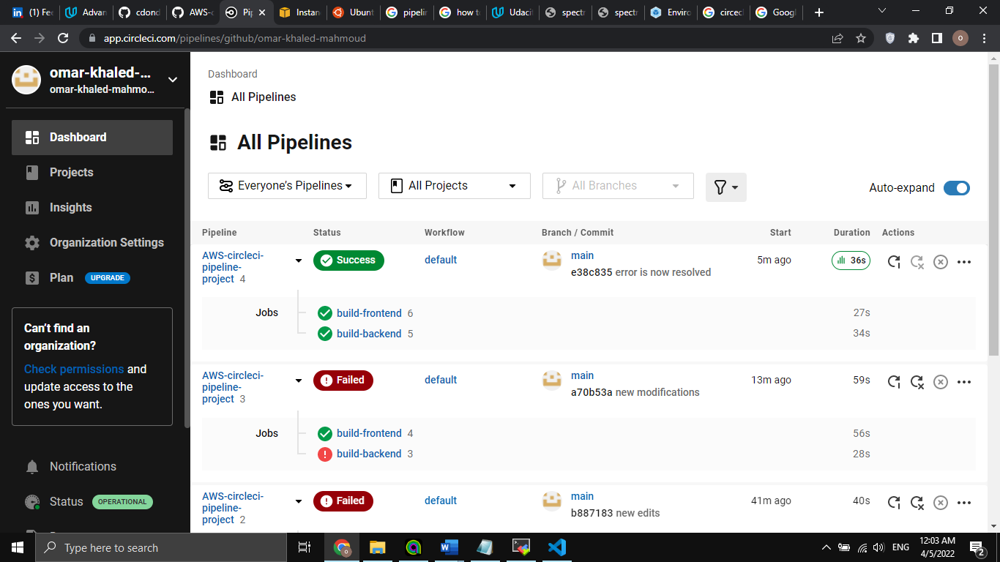 (1) Fee
Advan
cdond
AWS-c
Pip
Instan
Ubunt
pipelin
how to
Udaci
spectr
spectr
Enviro
circeci
Googl
app.circleci.com/pipelines/github/omar-khaled-mahmoud
omar-khaled-...
omar-khaled-mahmo...
Dashboard
Projects
Insights
Organization Settings
Plan UPGRADE
Can't find an
organization?
Check permissions and
update access to the
ones you want.
Notifications
Status OPERATIONAL
Dashboard
All Pipelines
All Pipelines
Everyone's Pipelines
All Projects
All Branches
Auto-expand
Pipeline Status Workflow Branch / Commit Start Duration Actions
AWS-circleci-
pipeline-
project 4
Success
default
main
e38c835 error is now resolved
5m ago
36s
Jobs
build-frontend 6 27s
build-backend 5 34s
AWS-circleci-
pipeline-
project 3
Failed
default
main
a70b53a new modifications
13m ago
59s
Jobs
build-frontend 4 56s
build-backend 3 28s
AWS-circleci-
pipeline-
project 2
Failed
default
main
b887183 new edits
41m ago
40s
Type here to search
ENG
12:03 AM
4/5/2022
2